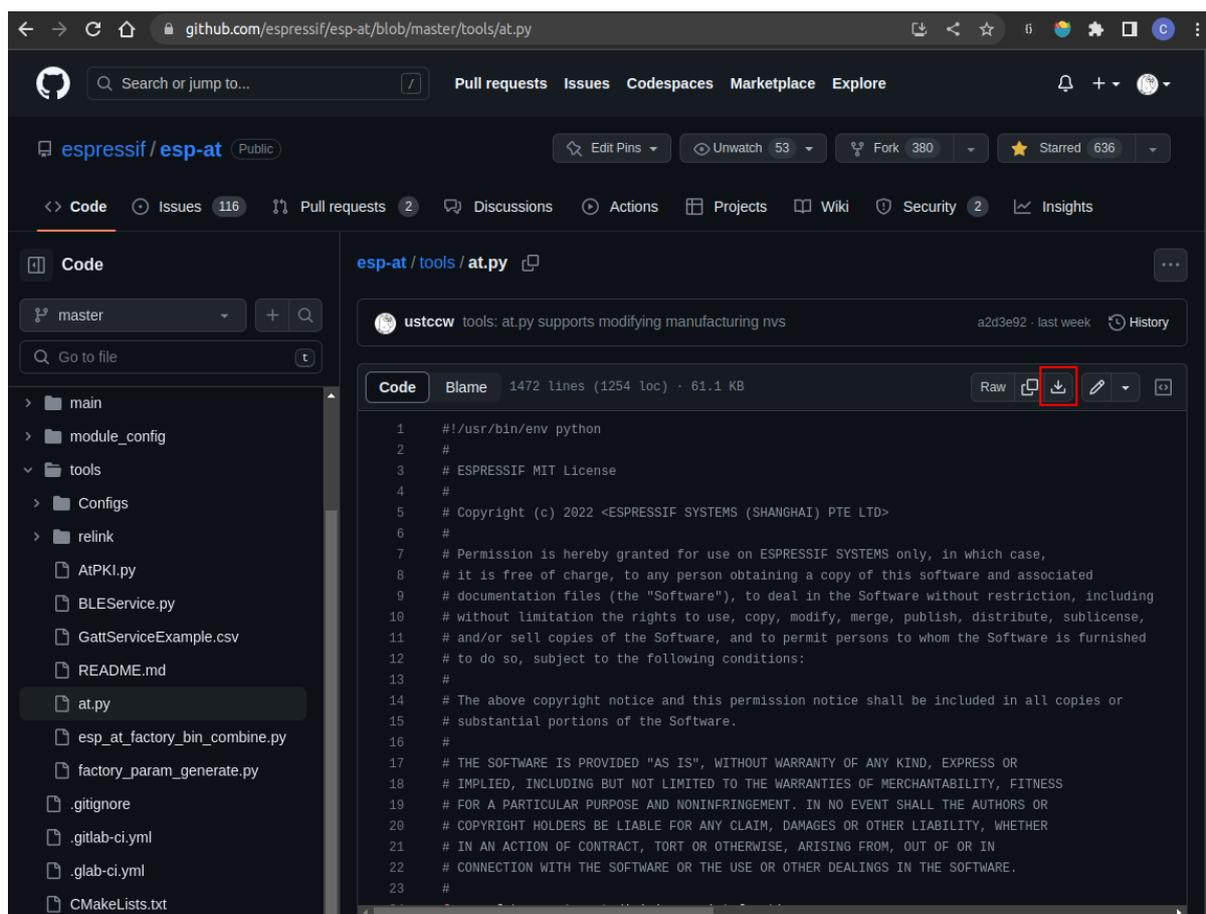 github.com/espressif/esp-at/blob/master/tools/at.py
C
Search or jump to...
/
Pull requests Issues Codespaces Marketplace Explore
espressif / esp-at Public
Edit Pins
Unwatch 53
Fork 380
Starred 636
Code
Issues 116
Pull requests 2
Discussions
Actions
Projects
Wiki
Security 2
Insights
Code
master
Go to file
t
main
module_config
tools
Configs
relink
AtPKI.py
BLEService.py
GattServiceExample.csv
README.md
at.py
esp_at_factory_bin_combine.py
factory_param_generate.py
.gitignore
.gitlab-ci.yml
.glab-ci.yml
CMakeLists.txt
esp-at / tools / at.py
ustccw tools: at.py supports modifying manufacturing nvs
a2d3e92 · last week
History
Code Blame 1472 lines (1254 loc) · 61.1 KB
Raw
1 #!/usr/bin/env python
2 #
3 # ESPRESSIF MIT License
4 #
5 # Copyright (c) 2022 <ESPRESSIF SYSTEMS (SHANGHAI) PTE LTD>
6 #
7 # Permission is hereby granted for use on ESPRESSIF SYSTEMS only, in which case,
8 # it is free of charge, to any person obtaining a copy of this software and associated
9 # documentation files (the "Software"), to deal in the Software without restriction, including
10 # without limitation the rights to use, copy, modify, merge, publish, distribute, sublicense,
11 # and/or sell copies of the Software, and to permit persons to whom the Software is furnished
12 # to do so, subject to the following conditions:
13 #
14 # The above copyright notice and this permission notice shall be included in all copies or
15 # substantial portions of the Software.
16 #
17 # THE SOFTWARE IS PROVIDED "AS IS", WITHOUT WARRANTY OF ANY KIND, EXPRESS OR
18 # IMPLIED, INCLUDING BUT NOT LIMITED TO THE WARRANTIES OF MERCHANTABILITY, FITNESS
19 # FOR A PARTICULAR PURPOSE AND NONINFRINGEMENT. IN NO EVENT SHALL THE AUTHORS OR
20 # COPYRIGHT HOLDERS BE LIABLE FOR ANY CLAIM, DAMAGES OR OTHER LIABILITY, WHETHER
21 # IN AN ACTION OF CONTRACT, TORT OR OTHERWISE, ARISING FROM, OUT OF OR IN
22 # CONNECTION WITH THE SOFTWARE OR THE USE OR OTHER DEALINGS IN THE SOFTWARE.
23 #